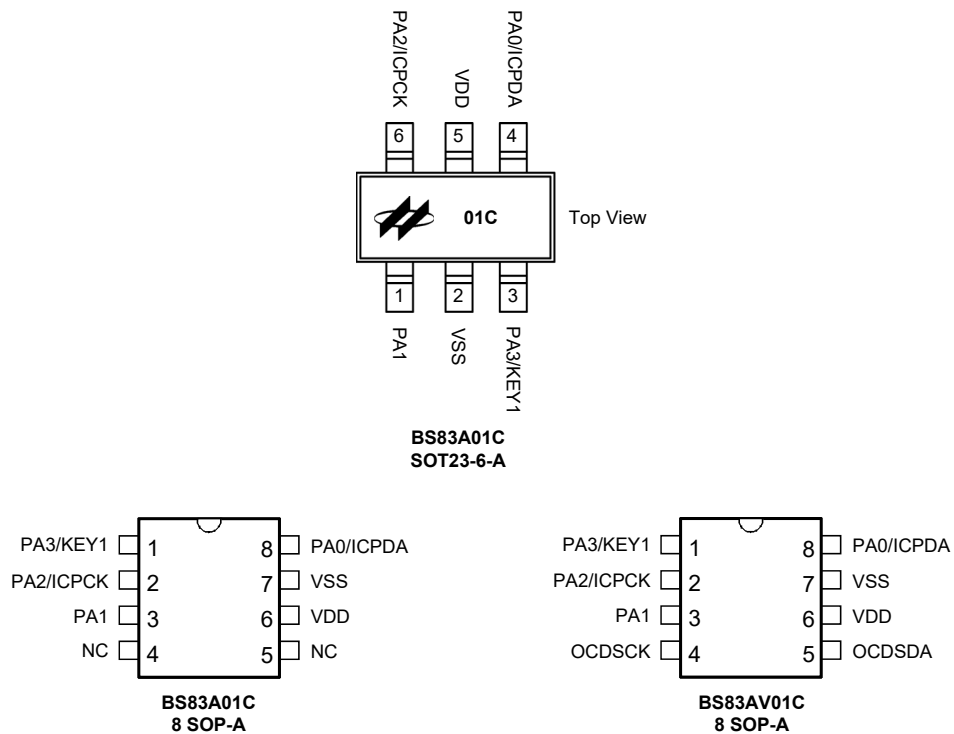 PA2/ICPCK
VDD
PA0/ICPDA
6
5
4
01C
Top View
1
2
3
PA1
VSS
PA3/KEY1
BS83A01C
SOT23-6-A
PA3/KEY1
1
8
PA0/ICPDA
PA2/ICPCK
2
7
VSS
PA1
3
6
VDD
NC
4
5
NC
BS83A01C
8 SOP-A
PA3/KEY1
1
8
PA0/ICPDA
PA2/ICPCK
2
7
VSS
PA1
3
6
VDD
OCDSCK
4
5
OCDSDA
BS83AV01C
8 SOP-A